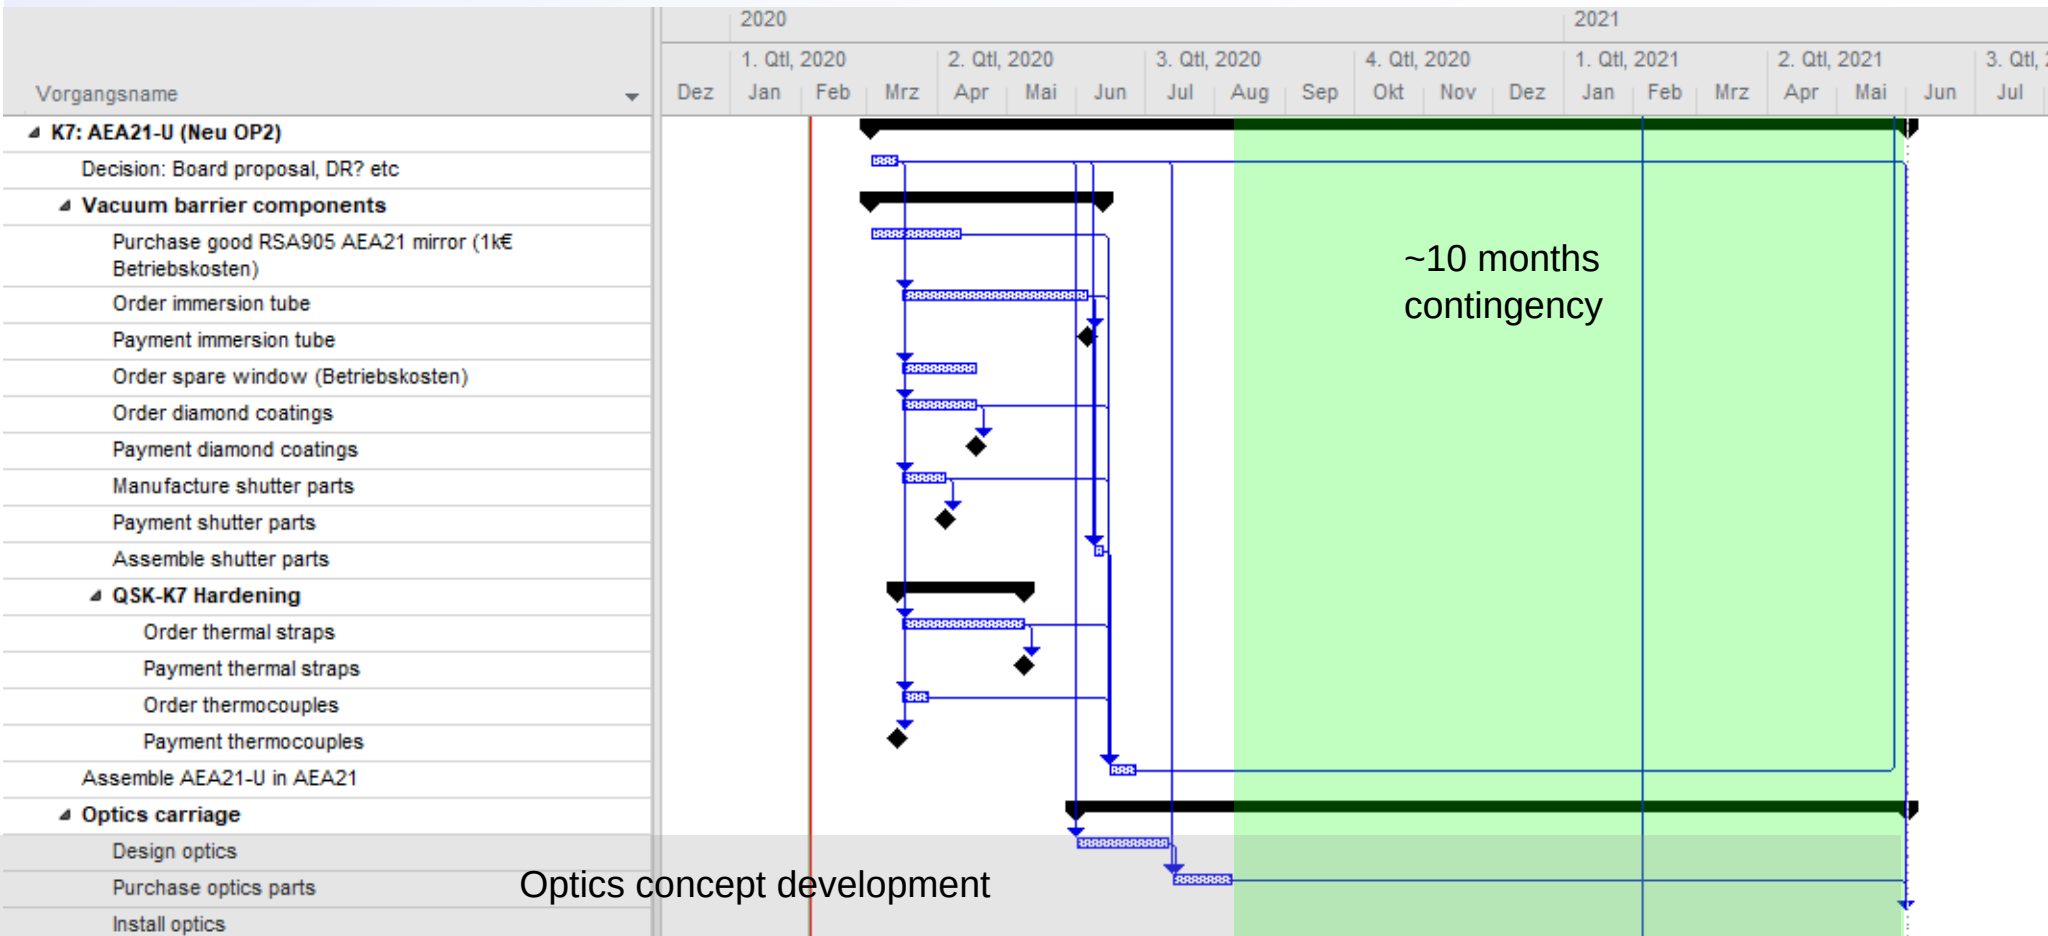 2020 2021
1. Qtl, 2020 2. Qtl, 2020 3. Qtl, 2020 4. Qtl, 2020 1. Qtl, 2021 2. Qtl, 2021 3. Qtl,
Vorgangsname Dez Jan Feb Mrz Apr Mai Jun Jul Aug Sep Okt Nov Dez Jan Feb Mrz Apr Mai Jun Jul
K7: AEA21-U (Neu OP2)
Decision: Board proposal, DR? etc
Vacuum barrier components
Purchase good RSA905 AEA21 mirror (1k€
Betriebskosten)
~10 months
contingency
Order immersion tube
Payment immersion tube
Order spare window (Betriebskosten)
Order diamond coatings
Payment diamond coatings
Manufacture shutter parts
Payment shutter parts
Assemble shutter parts
QSK-K7 Hardening
Order thermal straps
Payment thermal straps
Order thermocouples
Payment thermocouples
Assemble AEA21-U in AEA21
Optics carriage
Design optics
Purchase optics parts
Optics concept development
Install optics